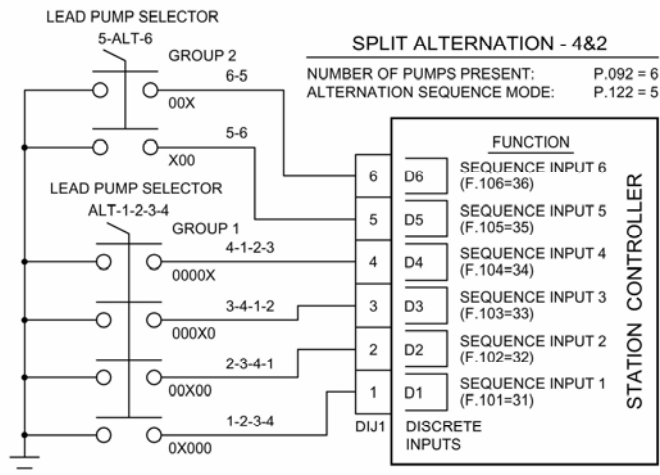 LEAD PUMP SELECTOR
5-ALT-6
GROUP 2
6-5
00X
5-6
X00
LEAD PUMP SELECTOR
ALT-1-2-3-4
GROUP 1
4-1-2-3
0000X
3-4-1-2
000X0
2-3-4-1
00X00
1-2-3-4
0X000
SPLIT ALTERNATION - 4&2
NUMBER OF PUMPS PRESENT: P.092 = 6
ALTERNATION SEQUENCE MODE: P.122 = 5
FUNCTION
6 D6 SEQUENCE INPUT 6
(F.106=36)
5 D5 SEQUENCE INPUT 5
(F.105=35)
4 D4 SEQUENCE INPUT 4
(F.104=34)
3 D3 SEQUENCE INPUT 3
(F.103=33)
2 D2 SEQUENCE INPUT 2
(F.102=32)
1 D1 SEQUENCE INPUT 1
(F.101=31)
DIJ1 DISCRETE
INPUTS
STATION CONTROLLER